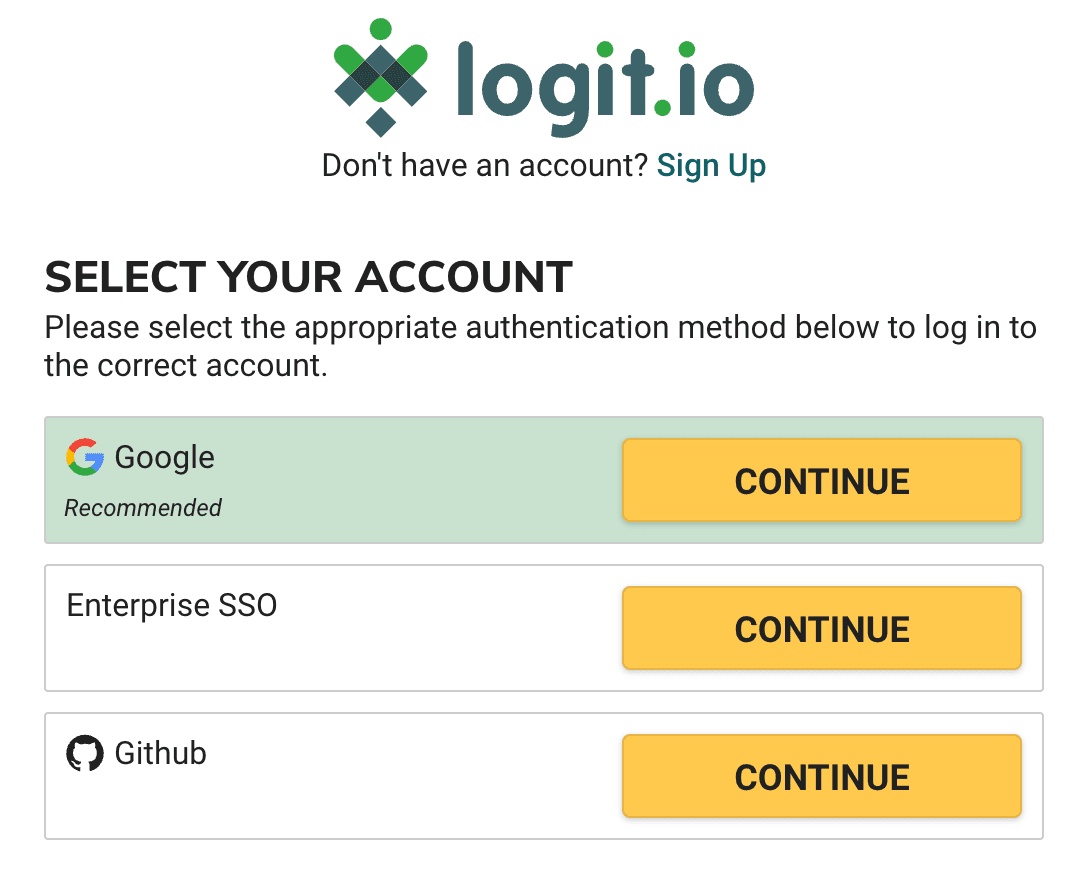 logit.io
Don't have an account? Sign Up
SELECT YOUR ACCOUNT
Please select the appropriate authentication method below to log in to
the correct account.
Google
Recommended
CONTINUE
Enterprise SSO
CONTINUE
Github
CONTINUE